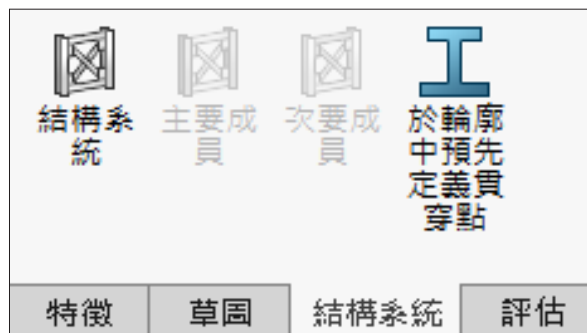 結構系
統
主要成
員
次要成
員
於輪廓
中預先
定義貫
穿點
特徵 草圖 結構系統 評估